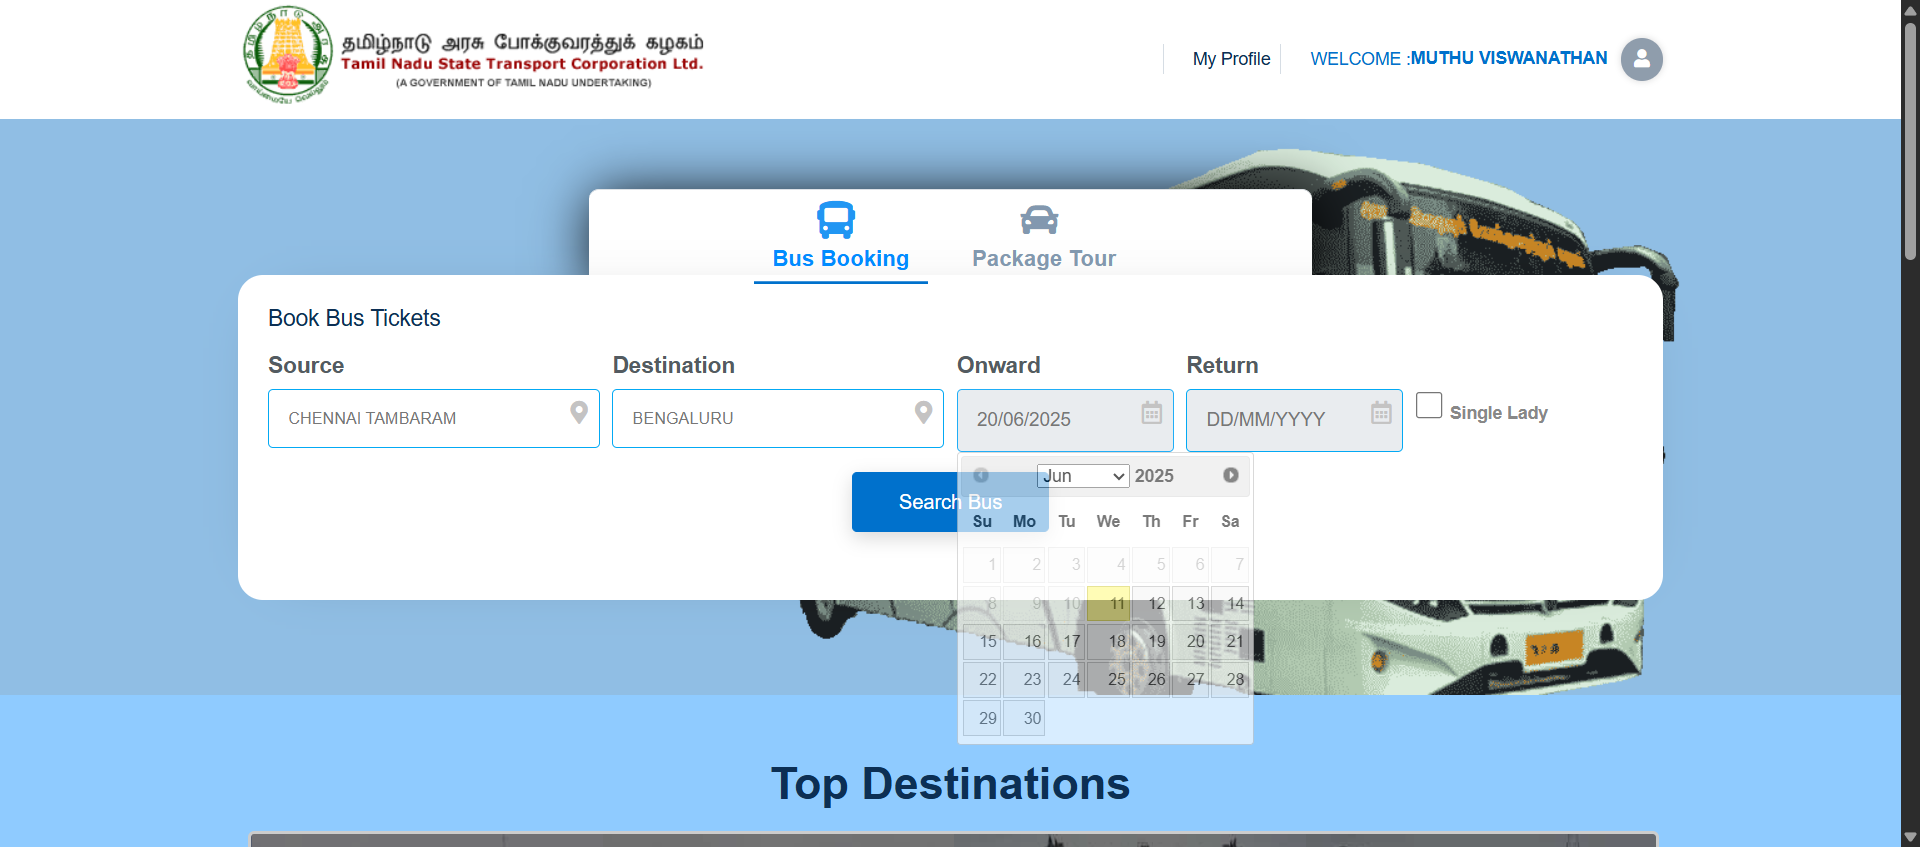 தமிழ்நாடு அரசு போக்குவரத்துக் கழகம்
Tamil Nadu State Transport Corporation Ltd.
(A GOVERNMENT OF TAMIL NADU UNDERTAKING)
My Profile
WELCOME :MUTHU VISWANATHAN
Bus Booking
Package Tour
Book Bus Tickets
Source
Destination
Onward
Return
CHENNAI TAMBARAM
BENGALURU
20/06/2025
DD/MM/YYYY
Single Lady
Search Bus
Jun 2025
Su Mo Tu We Th Fr Sa
1 2 3 4 5 6 7
8 9 10 11 12 13 14
15 16 17 18 19 20 21
22 23 24 25 26 27 28
29 30
Top Destinations